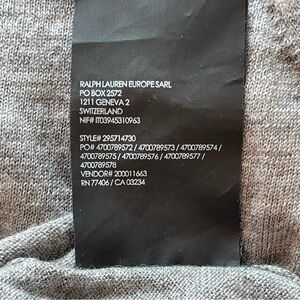 RALPH LAUREN EUROPE SARL
PO BOX 2572
1211 GENEVA 2
SWITZERLAND
NIF# IT03945310963
STYLE# 295714730
PO# 4700789572 / 4700789573 / 4700789574 /
4700789575 / 4700789576 / 4700789577 /
4700789578
VENDOR# 200011663
RN 77406 / CA 03234